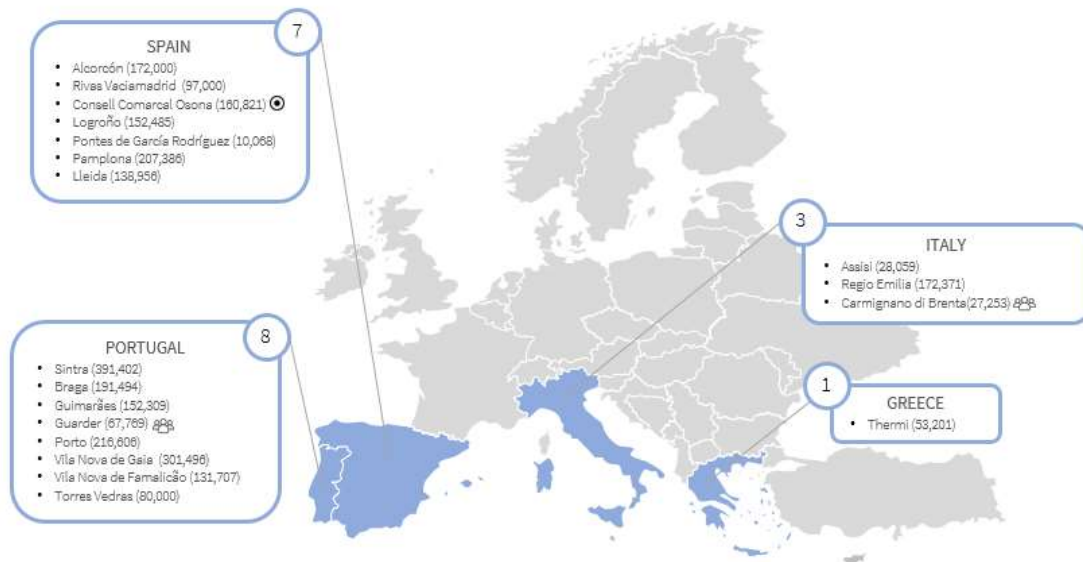 7
SPAIN
• Alcorcón (172,000)
• Rivas Vaciamadrid (97,000)
• Consell Comarcal Osona (160,821)
• Logroño (152,485)
• Pontes de García Rodríguez (10,068)
• Pamplona (207,386)
• Lleida (138,956)
3
ITALY
• Assisi (28,059)
• Regio Emilia (172,371)
• Carmignano di Brenta(27,253)
8
PORTUGAL
• Sintra (391,402)
• Braga (191,494)
• Guimarães (152,309)
• Guarder (67,769)
• Porto (216,606)
• Vila Nova de Gaia (301,496)
• Vila Nova de Famalicão (131,707)
• Torres Vedras (80,000)
1
GREECE
• Thermi (53,201)